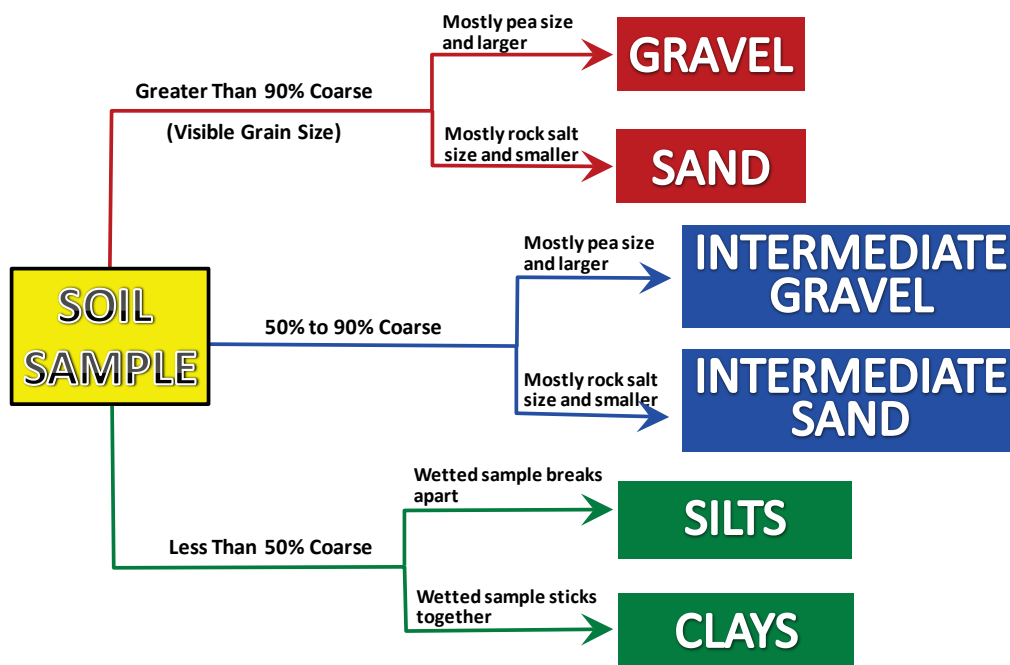 Mostly pea size
and larger
GRAVEL
Greater Than 90% Coarse
(Visible Grain Size)
Mostly rock salt
size and smaller
SAND
Mostly pea size
and larger
INTERMEDIATE
GRAVEL
SOIL
SAMPLE
50% to 90% Coarse
Mostly rock salt
size and smaller
INTERMEDIATE
SAND
Wetted sample breaks
apart
SILTS
Less Than 50% Coarse
Wetted sample sticks
together
CLAYS